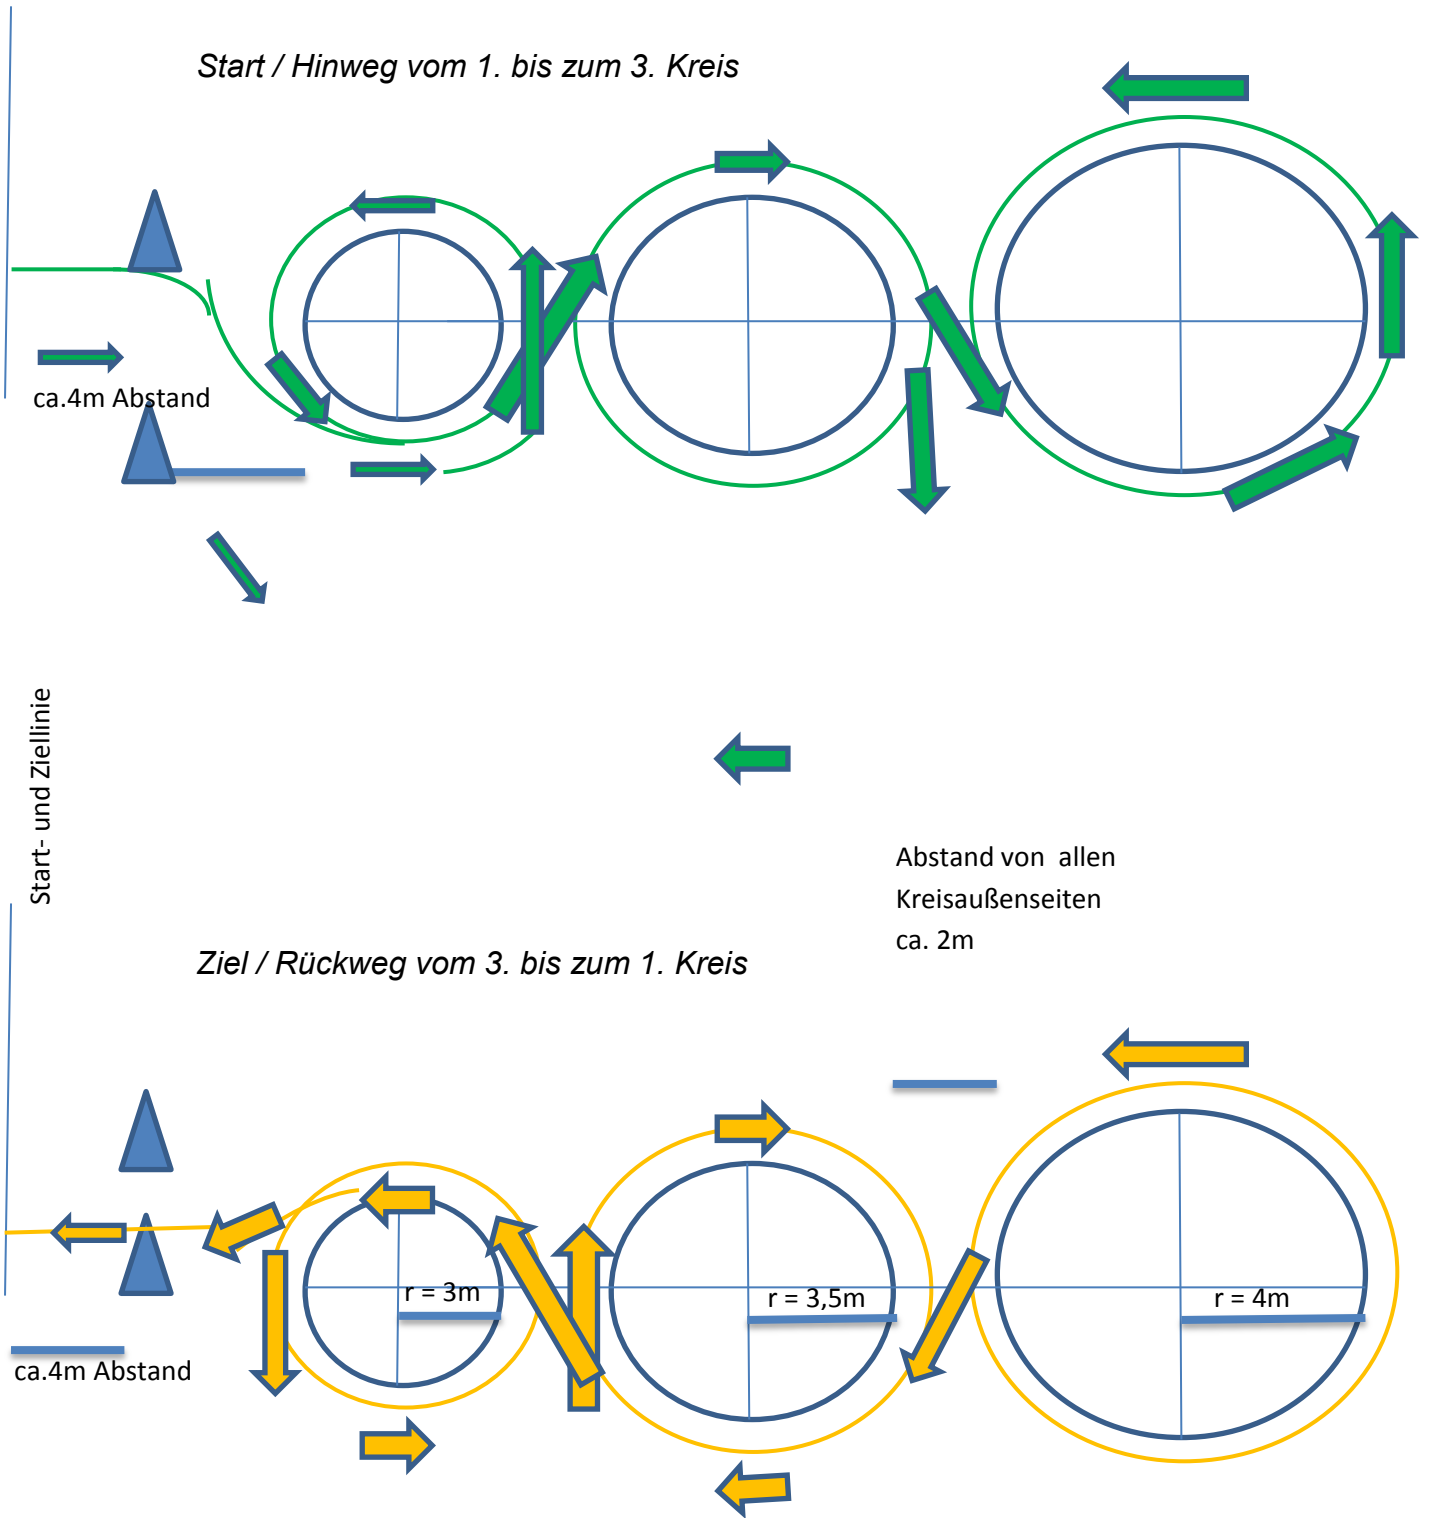 Start / Hinweg vom 1. bis zum 3. Kreis
ca.4m Abstand
Start- und Ziellinie
Abstand von  allen
Kreisaußenseiten
ca. 2m
Ziel / Rückweg vom 3. bis zum 1. Kreis
r = 3m
r = 3,5m
r = 4m
ca.4m Abstand